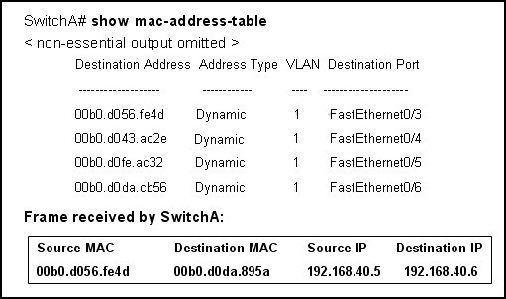 SwitchA# show mac-address-table
< ncn-essential output omitted >
Destination Address Address Type VLAN Destination Port
------------------- ------------ ---- --------------------
00b0.d056.fe4d Dynamic 1 FastEthernet0/3
00b0.d043.ac2e Dynamic 1 FastEthernet0/4
00b0.d0fe.ac32 Dynamic 1 FastEthernet0/5
00b0.d0da.cb56 Dynamic 1 FastEthernet0/6
Frame received by SwitchA:
Source MAC Destination MAC Source IP Destination IP
00b0.d056.fe4d 00b0.d0da.895a 192.168.40.5 192.168.40.6